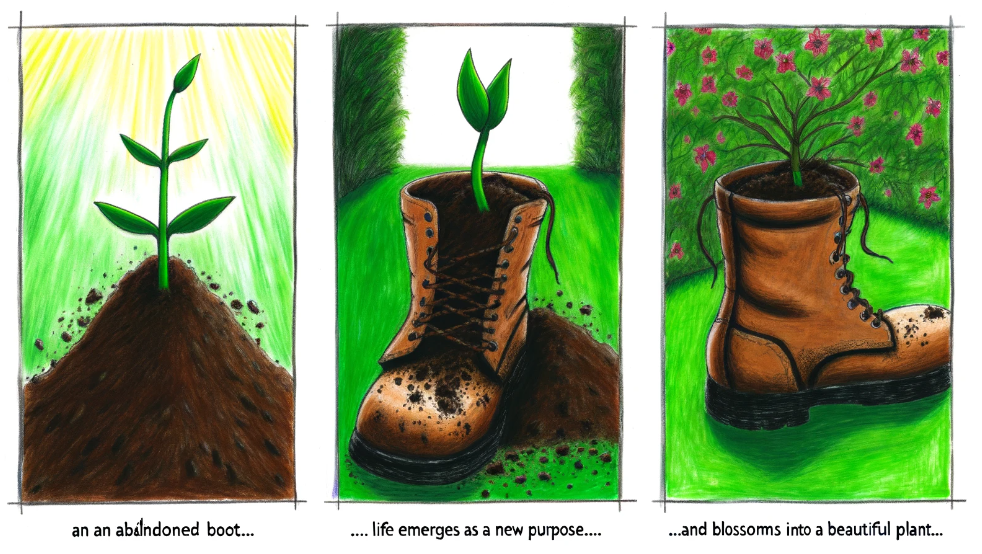 an an abandoned boot...
.... life emerges as a new purpose....
...and blossoms into a beautiful plant...